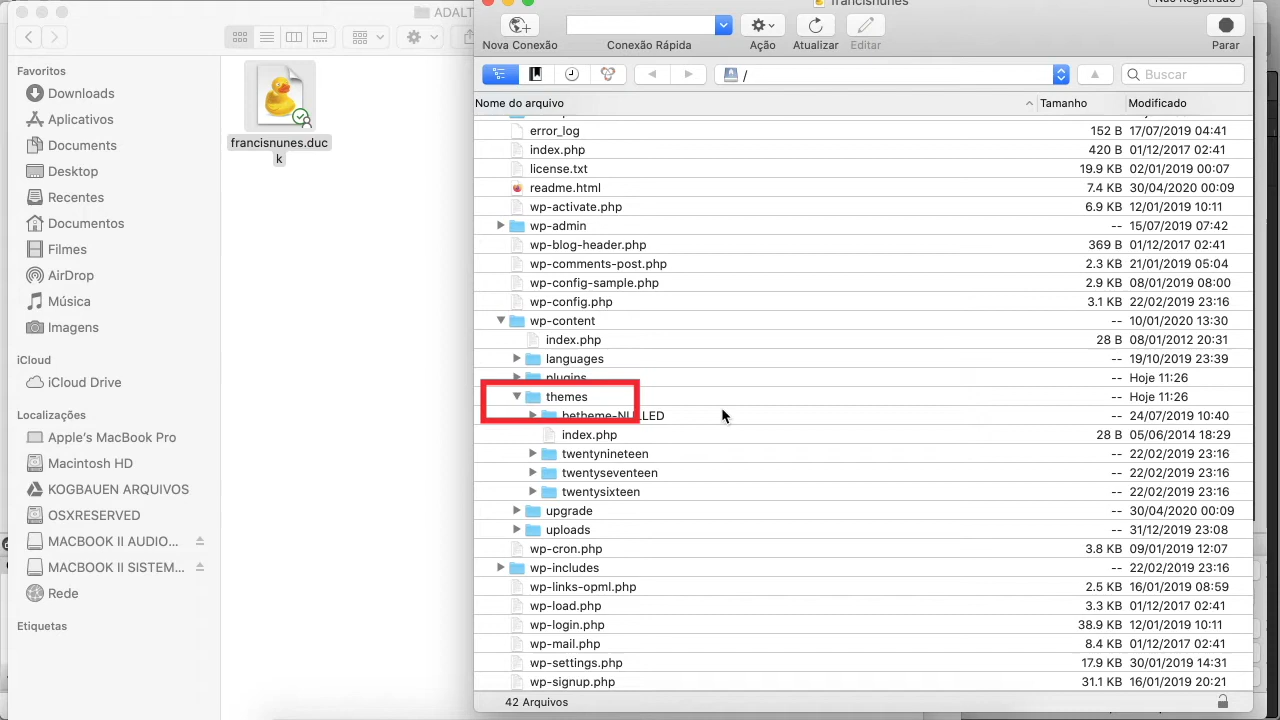 ADALT
Favoritos
Downloads
Aplicativos
Documents
Desktop
Recentes
Documentos
Filmes
AirDrop
Música
Imagens
iCloud
iCloud Drive
Localizações
Apple's MacBook Pro
Macintosh HD
KOGBAUEN ARQUIVOS
OSXRESERVED
MACBOOK II AUDIO...
MACBOOK II SISTEM...
Rede
Etiquetas
francisnunes.duc
k
francisnunes
Não Registrado
Nova Conexão
Conexão Rápida
Ação
Atualizar
Editar
Parar
/
Buscar
Nome do arquivo Tamanho Modificado
error_log 152 B 17/07/2019 04:41
index.php 420 B 01/12/2017 02:41
license.txt 19.9 KB 02/01/2019 00:07
readme.html 7.4 KB 30/04/2020 00:09
wp-activate.php 6.9 KB 12/01/2019 10:11
wp-admin -- 15/07/2019 07:42
wp-blog-header.php 369 B 01/12/2017 02:41
wp-comments-post.php 2.3 KB 21/01/2019 05:04
wp-config-sample.php 2.9 KB 08/01/2019 08:00
wp-config.php 3.1 KB 22/02/2019 23:16
wp-content -- 10/01/2020 13:30
index.php 28 B 08/01/2012 20:31
languages -- 19/10/2019 23:39
plugins -- Hoje 11:26
themes -- Hoje 11:26
betheme-NULLED -- 24/07/2019 10:40
index.php 28 B 05/06/2014 18:29
twentynineteen -- 22/02/2019 23:16
twentyseventeen -- 22/02/2019 23:16
twentysixteen -- 22/02/2019 23:16
upgrade -- 30/04/2020 00:09
uploads -- 31/12/2019 23:08
wp-cron.php 3.8 KB 09/01/2019 12:07
wp-includes -- 22/02/2019 23:16
wp-links-opml.php 2.5 KB 16/01/2019 08:59
wp-load.php 3.3 KB 01/12/2017 02:41
wp-login.php 38.9 KB 12/01/2019 10:11
wp-mail.php 8.4 KB 01/12/2017 02:41
wp-settings.php 17.9 KB 30/01/2019 14:31
wp-signup.php 31.1 KB 16/01/2019 20:21
42 Arquivos